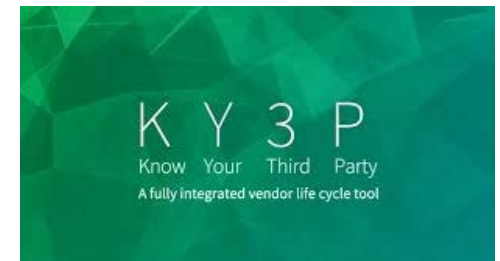 K Y 3 P
Know Your Third Party
A fully integrated vendor life cycle tool